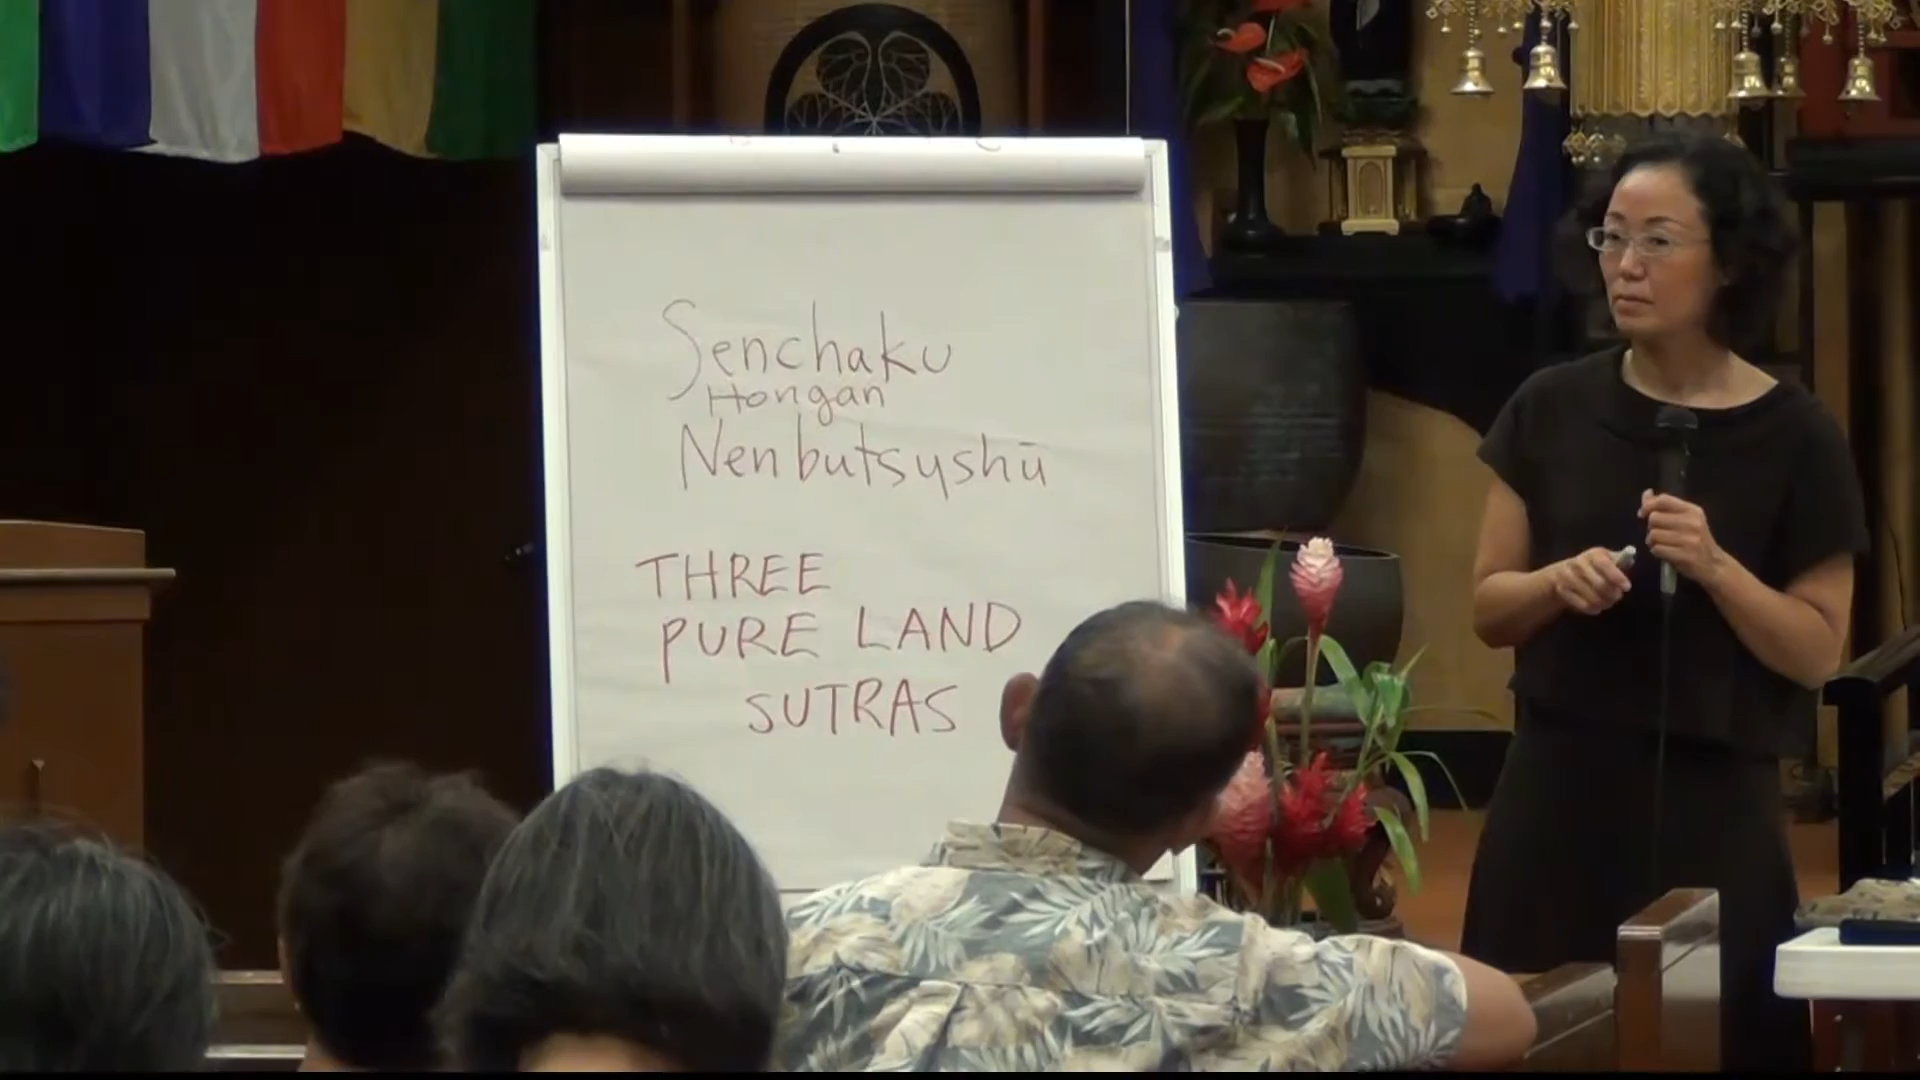 Senchaku
Hongan
Nenbutsushū
THREE
PURE LAND
SUTRAS